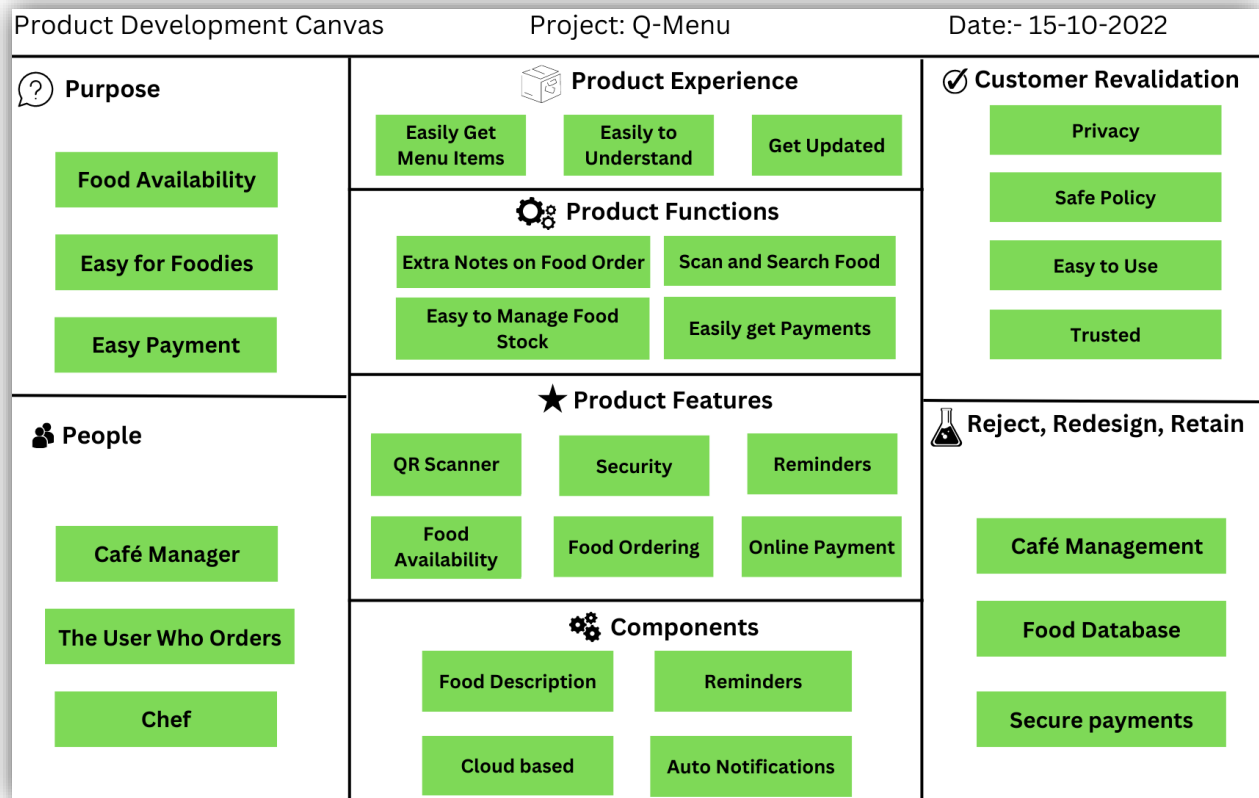 Product Development Canvas
Project: Q-Menu
Date:- 15-10-2022
Purpose
Food Availability
Easy for Foodies
Easy Payment
People
Café Manager
The User Who Orders
Chef
Product Experience
Easily Get
Menu Items
Easily to
Understand
Get Updated
Product Functions
Extra Notes on Food Order
Scan and Search Food
Easy to Manage Food
Stock
Easily get Payments
Product Features
QR Scanner
Security
Reminders
Food
Availability
Food Ordering
Online Payment
Components
Food Description
Reminders
Cloud based
Auto Notifications
Customer Revalidation
Privacy
Safe Policy
Easy to Use
Trusted
Reject, Redesign, Retain
Café Management
Food Database
Secure payments